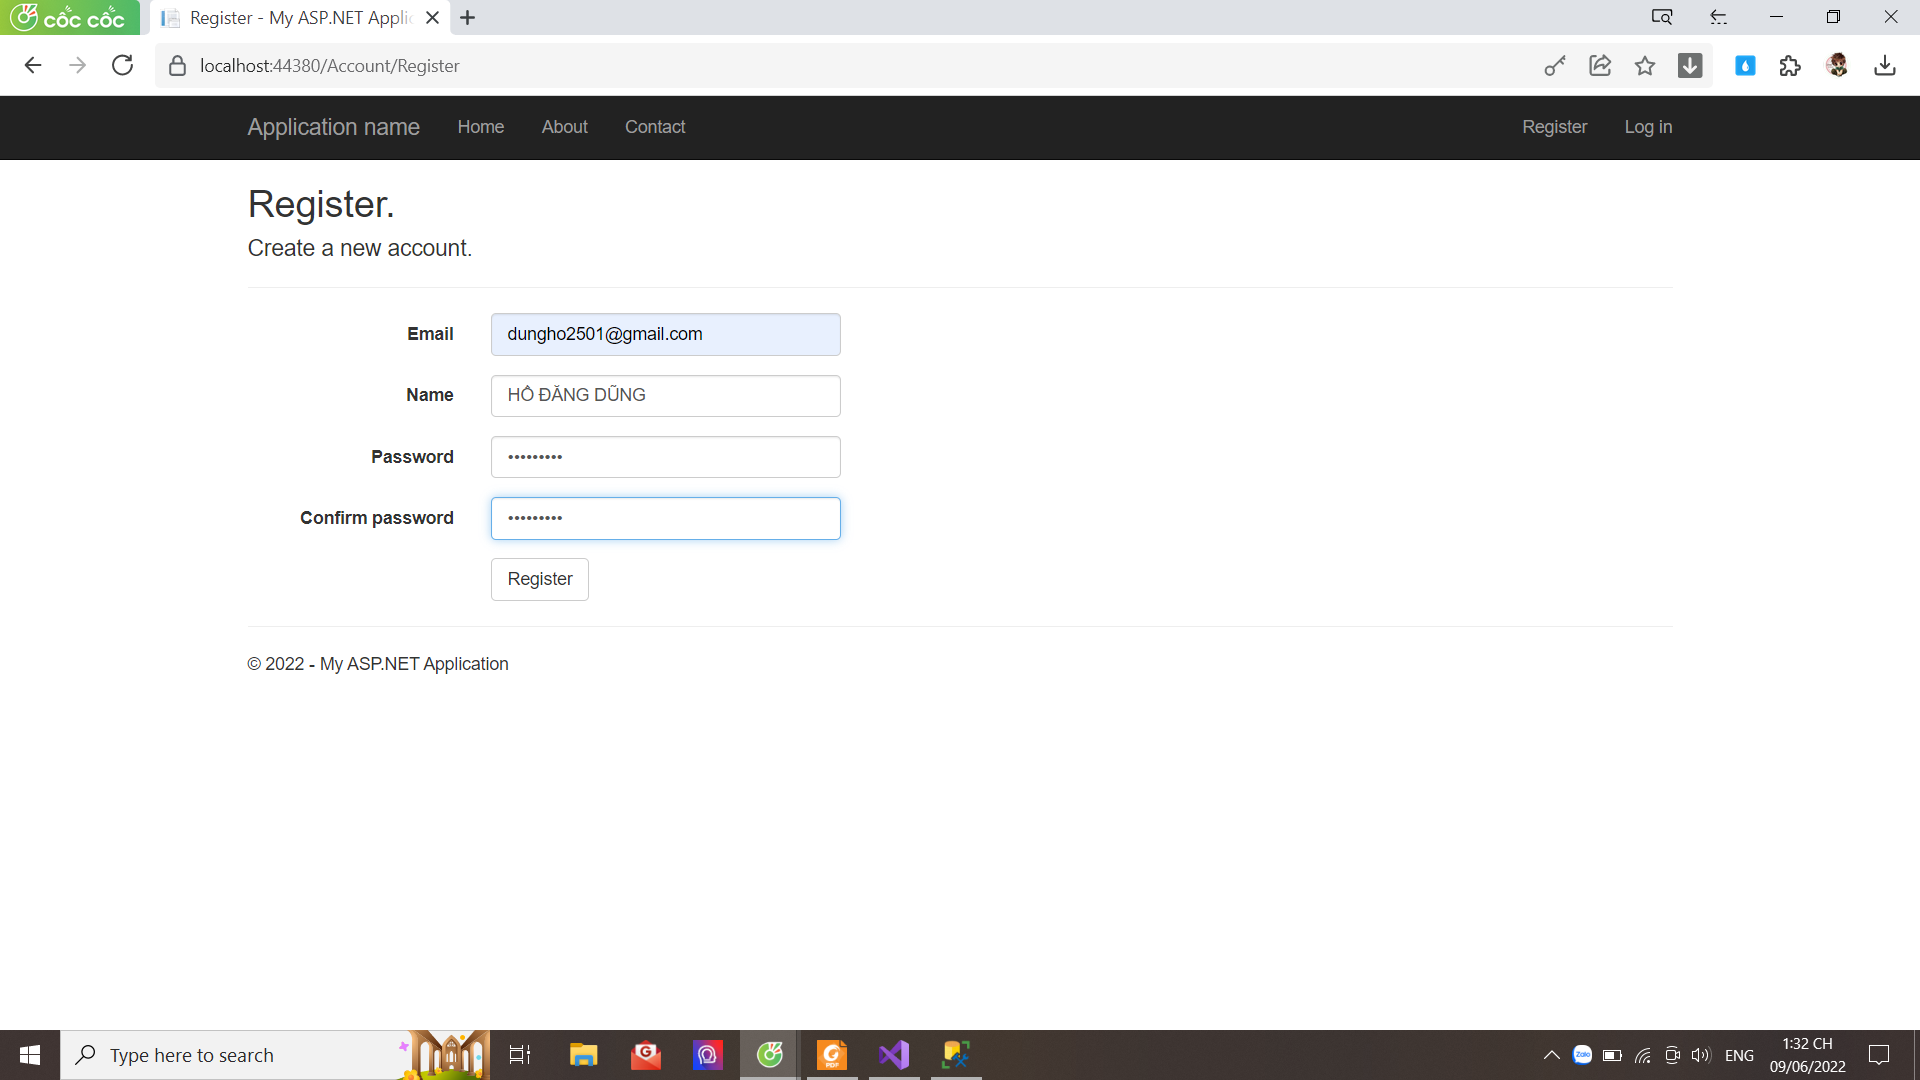 cốc cốc
Register - My ASP.NET Applic
localhost:44380/Account/Register
Application name Home About Contact Register Log in
Register.
Create a new account.
Email dungho2501@gmail.com
Name HỒ ĐĂNG DŨNG
Password •••••••••
Confirm password •••••••••
Register
© 2022 - My ASP.NET Application
Type here to search
PDF
Zalo
ENG
1:32 CH
09/06/2022